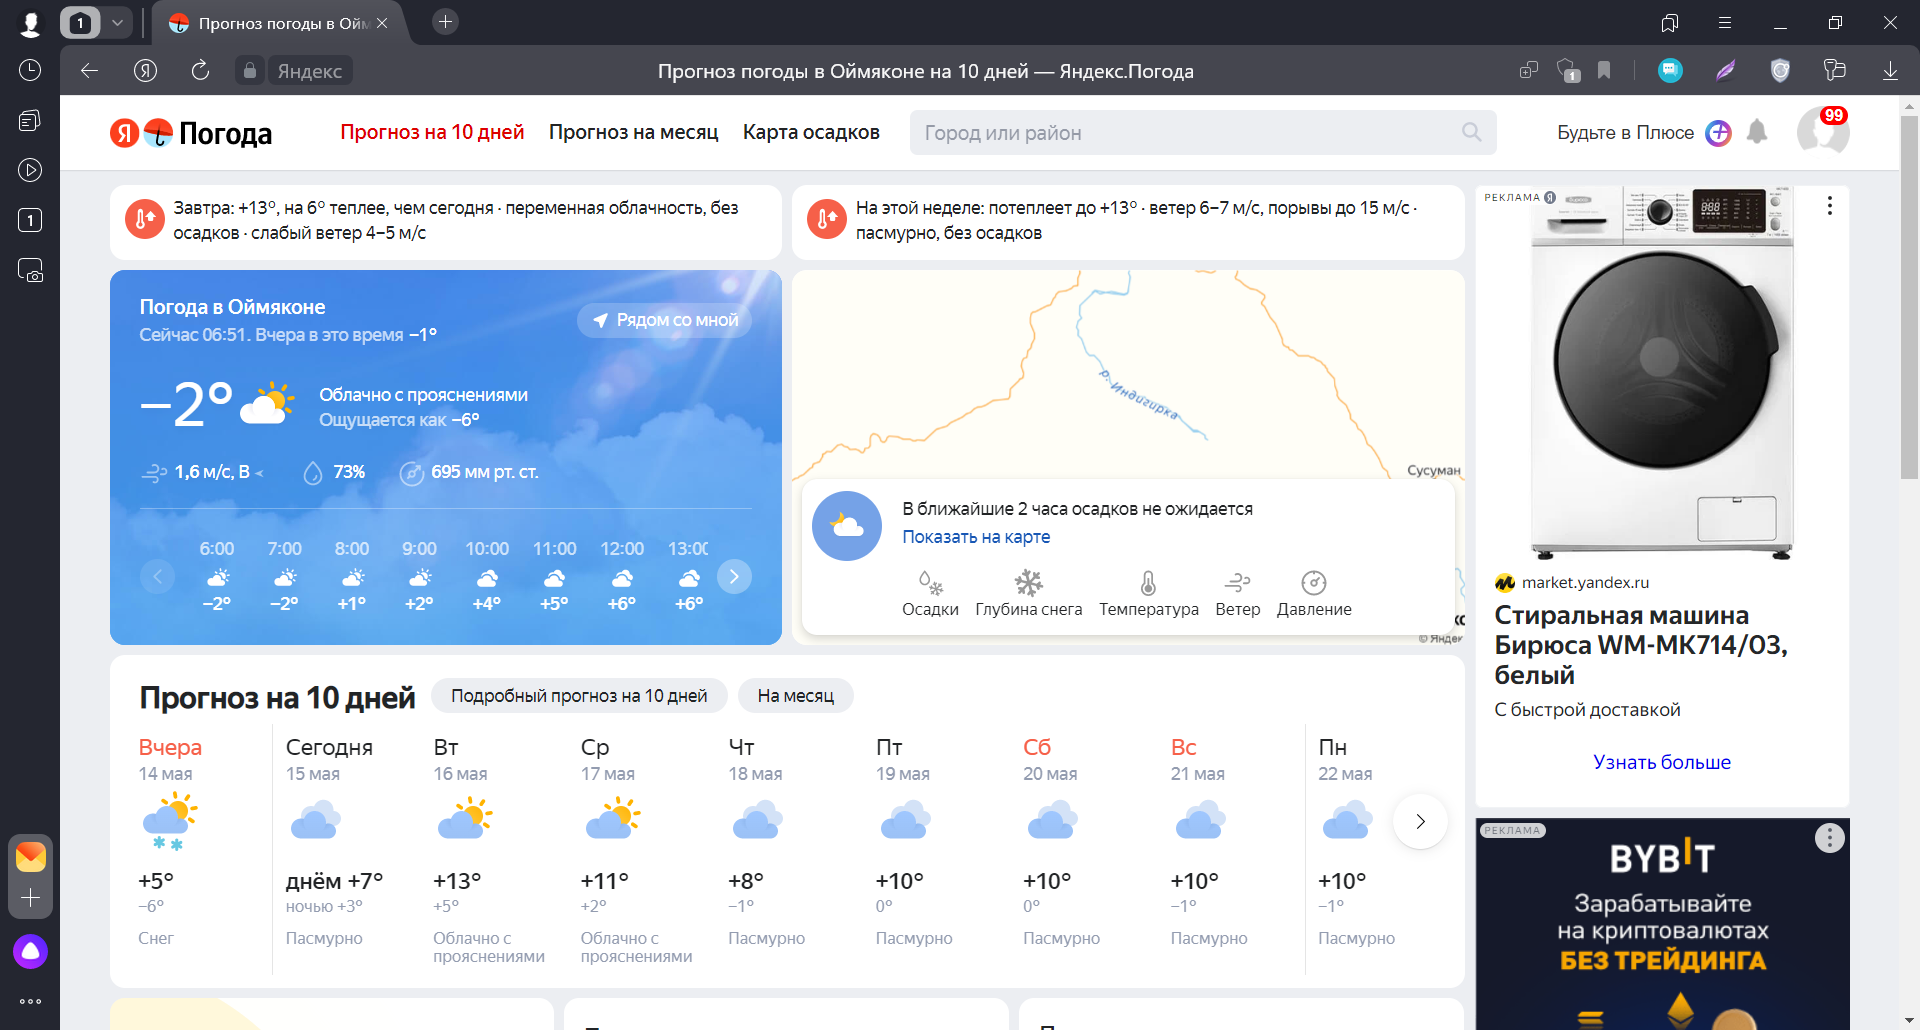 1
Прогноз погоды в Ойм
Яндекс
Прогноз погоды в Оймяконе на 10 дней — Яндекс.Погода
1
1
Я Погода
Прогноз на 10 дней
Прогноз на месяц
Карта осадков
Город или район
Будьте в Плюсе
99
Завтра: +13°, на 6° теплее, чем сегодня · переменная облачность, без
осадков · слабый ветер 4–5 м/с
На этой неделе: потеплеет до +13° · ветер 6–7 м/с, порывы до 15 м/с ·
пасмурно, без осадков
Погода в Оймяконе
Сейчас 06:51. Вчера в это время −1°
Рядом со мной
−2°
Облачно с прояснениями
Ощущается как −6°
1,6 м/с, В
73%
695 мм рт. ст.
6:00 7:00 8:00 9:00 10:00 11:00 12:00 13:00
−2° −2° +1° +2° +4° +5° +6° +6°
р. Индигирка
Сусуман
В ближайшие 2 часа осадков не ожидается
Показать на карте
Осадки Глубина снега Температура Ветер Давление
© Яндек
Прогноз на 10 дней
Подробный прогноз на 10 дней
На месяц
Вчера Сегодня Вт Ср Чт Пт Сб Вс Пн
14 мая 15 мая 16 мая 17 мая 18 мая 19 мая 20 мая 21 мая 22 мая
+5° днём +7° +13° +11° +8° +10° +10° +10° +10°
−6° ночью +3° +5° +2° −1° 0° 0° −1° −1°
Снег Пасмурно Облачно с Облачно с Пасмурно Пасмурно Пасмурно Пасмурно Пасмурно
прояснениями прояснениями
РЕКЛАМА Я
market.yandex.ru
Стиральная машина
Бирюса WM-MK714/03,
белый
С быстрой доставкой
Узнать больше
РЕКЛАМА
BYBIT
Зарабатывайте
на криптовалютах
БЕЗ ТРЕЙДИНГА